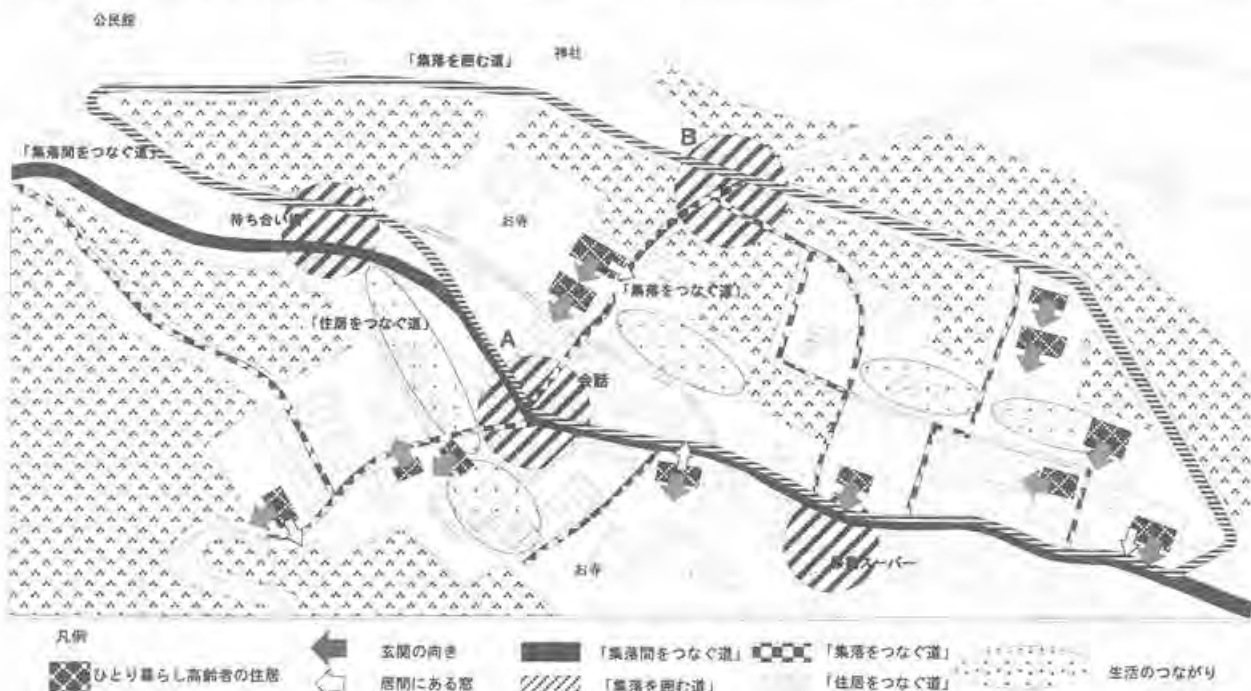 公民館
「集落を囲む道」
神社
B
「集落間をつなぐ道」
待ち合い
お寺
「集落をつなぐ道」
「住居をつなぐ道」
A
会話
スーパー
お寺
凡例
ひとり暮らし高齢者の住居
玄関の向き
居間にある窓
「集落間をつなぐ道」
「集落を囲む道」
「集落をつなぐ道」
「住居をつなぐ道」
生活のつながり